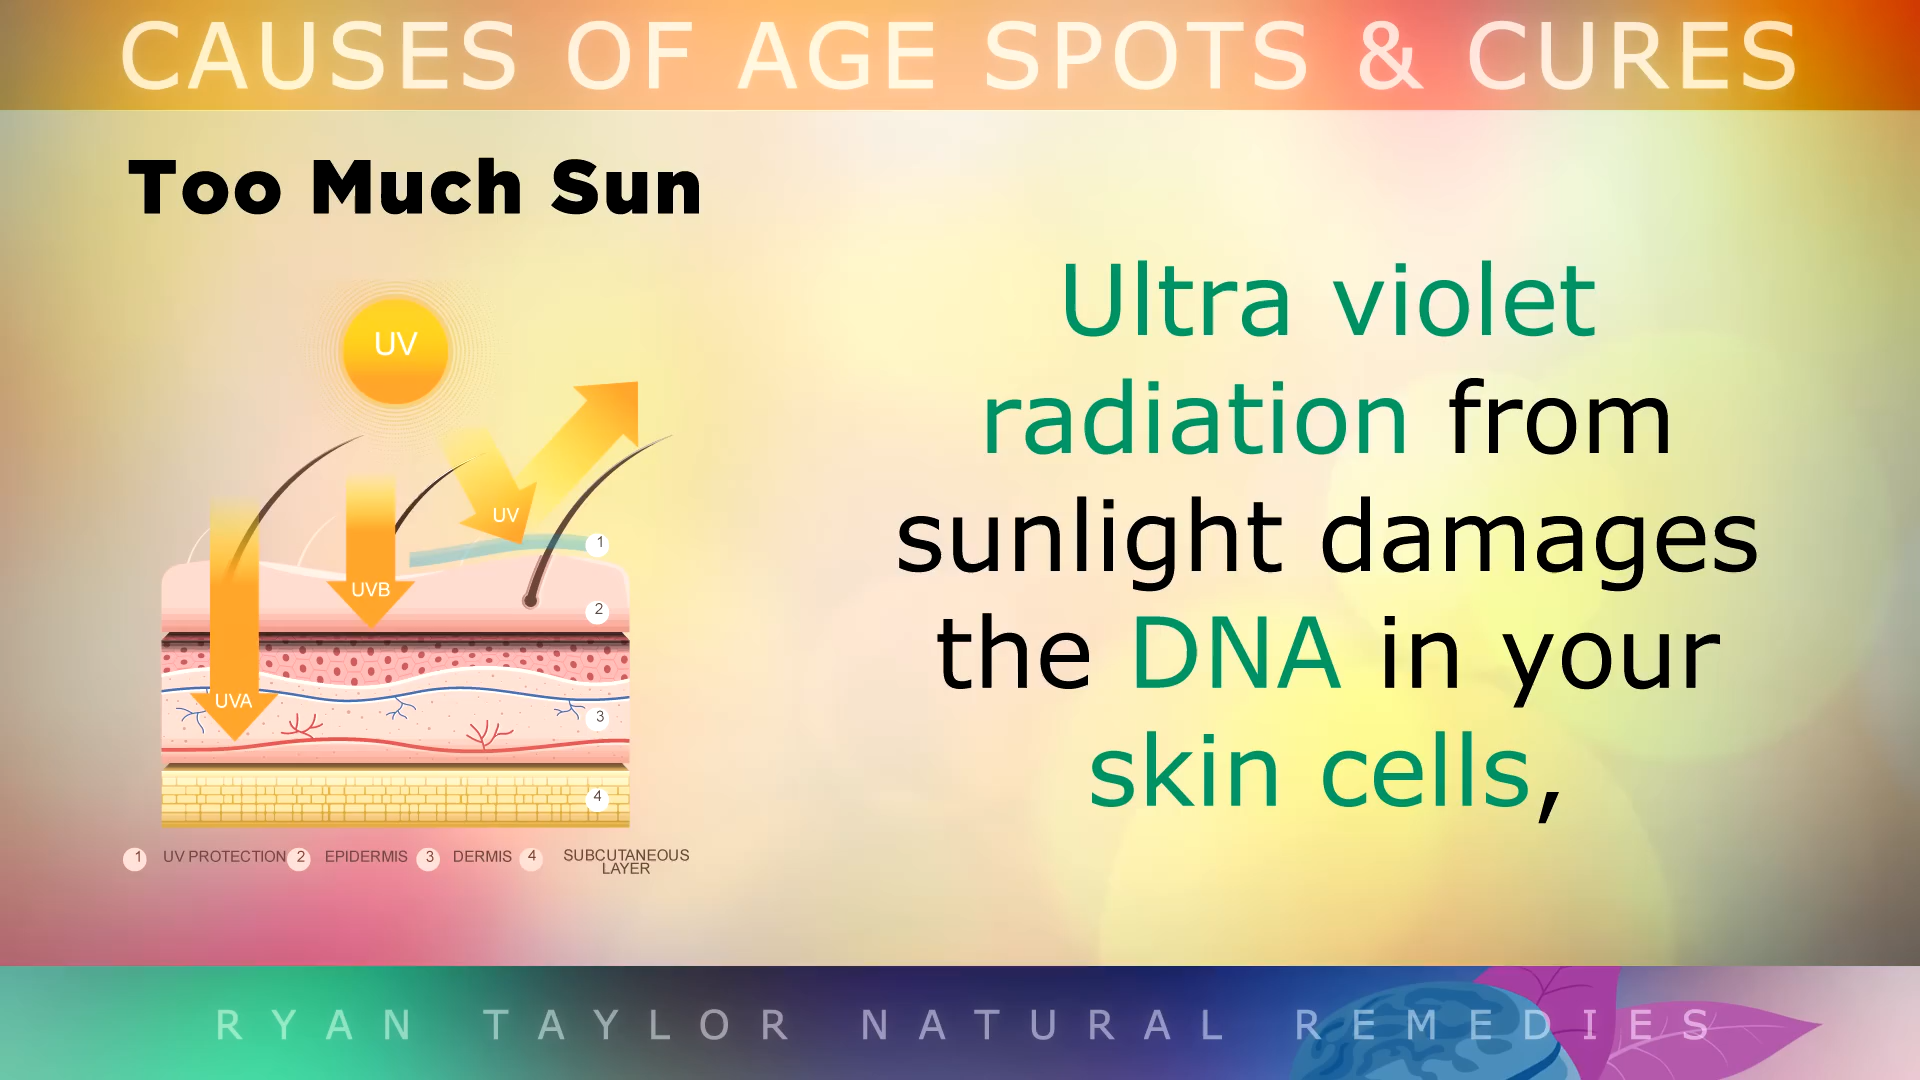 CAUSES OF AGE SPOTS & CURES
Too Much Sun
UV
UV
UVB
UVA
1
2
3
4
1 UV PROTECTION 2 EPIDERMIS 3 DERMIS 4 SUBCUTANEOUS
LAYER
Ultra violet
radiation from
sunlight damages
the DNA in your
skin cells,
RYAN TAYLOR NATURAL REMEDIES